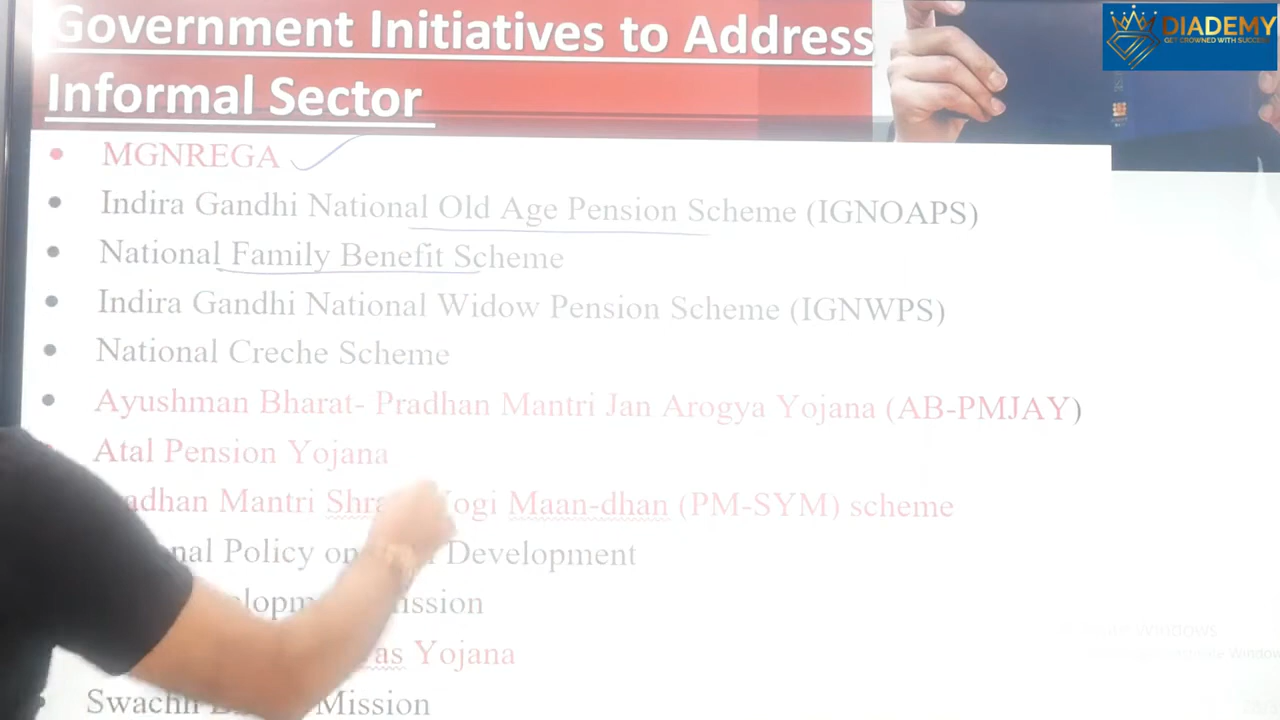 Government Initiatives to Address
Informal Sector
DIADEMY
GET CROWNED WITH SUCCESS
MGNREGA
Indira Gandhi National Old Age Pension Scheme (IGNOAPS)
National Family Benefit Scheme
Indira Gandhi National Widow Pension Scheme (IGNWPS)
National Creche Scheme
Ayushman Bharat- Pradhan Mantri Jan Arogya Yojana (AB-PMJAY)
Atal Pension Yojana
adhan Mantri Shra ogi Maan-dhan (PM-SYM) scheme
nal Policy on Development
elopm ission
as Yojana
Swachh Mission
Windows